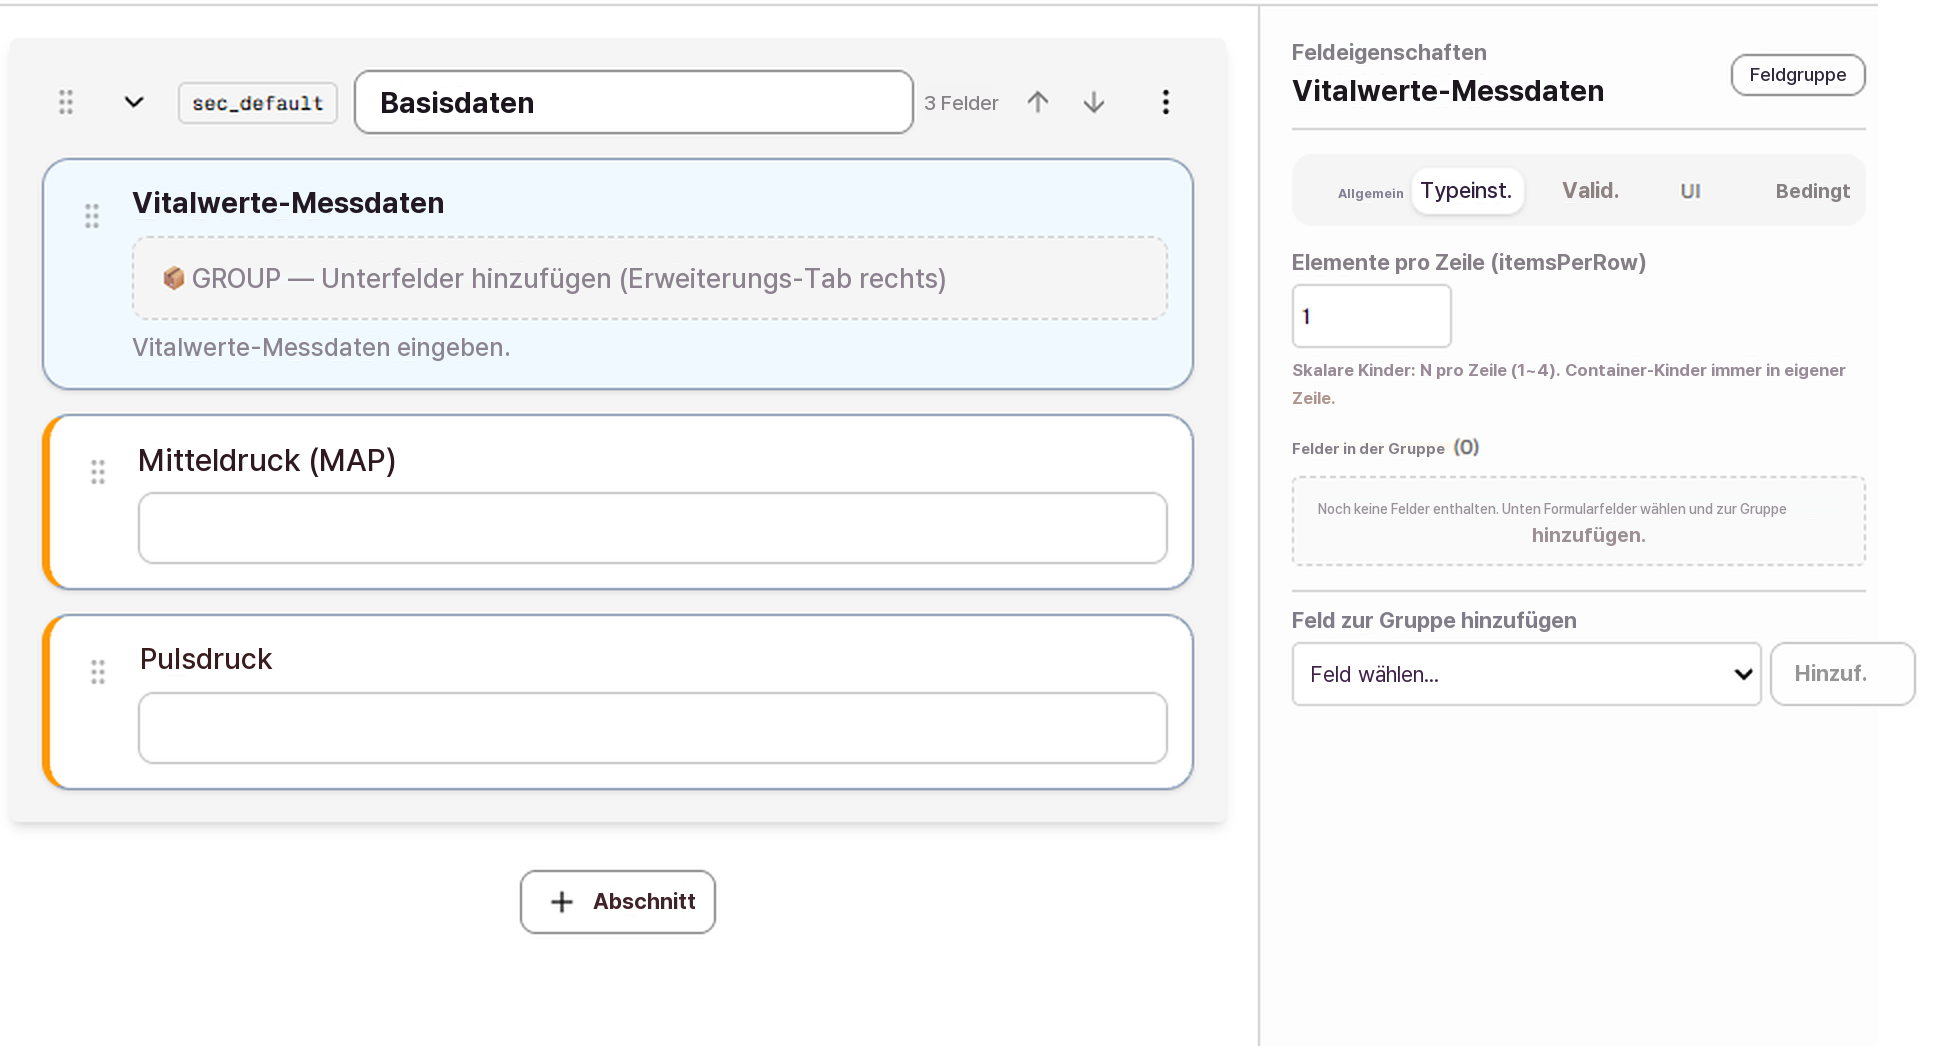 sec_default
Basisdaten
3 Felder
Vitalwerte-Messdaten
GROUP — Unterfelder hinzufügen (Erweiterungs-Tab rechts)
Vitalwerte-Messdaten eingeben.
Mitteldruck (MAP)
Pulsdruck
Abschnitt
Feldeigenschaften
Vitalwerte-Messdaten
Feldgruppe
Allgemein
Typeinst.
Valid.
UI
Bedingt
Elemente pro Zeile (itemsPerRow)
1
Skalare Kinder: N pro Zeile (1~4). Container-Kinder immer in eigener
Zeile.
Felder in der Gruppe (0)
Noch keine Felder enthalten. Unten Formularfelder wählen und zur Gruppe
hinzufügen.
Feld zur Gruppe hinzufügen
Feld wählen...
Hinzuf.